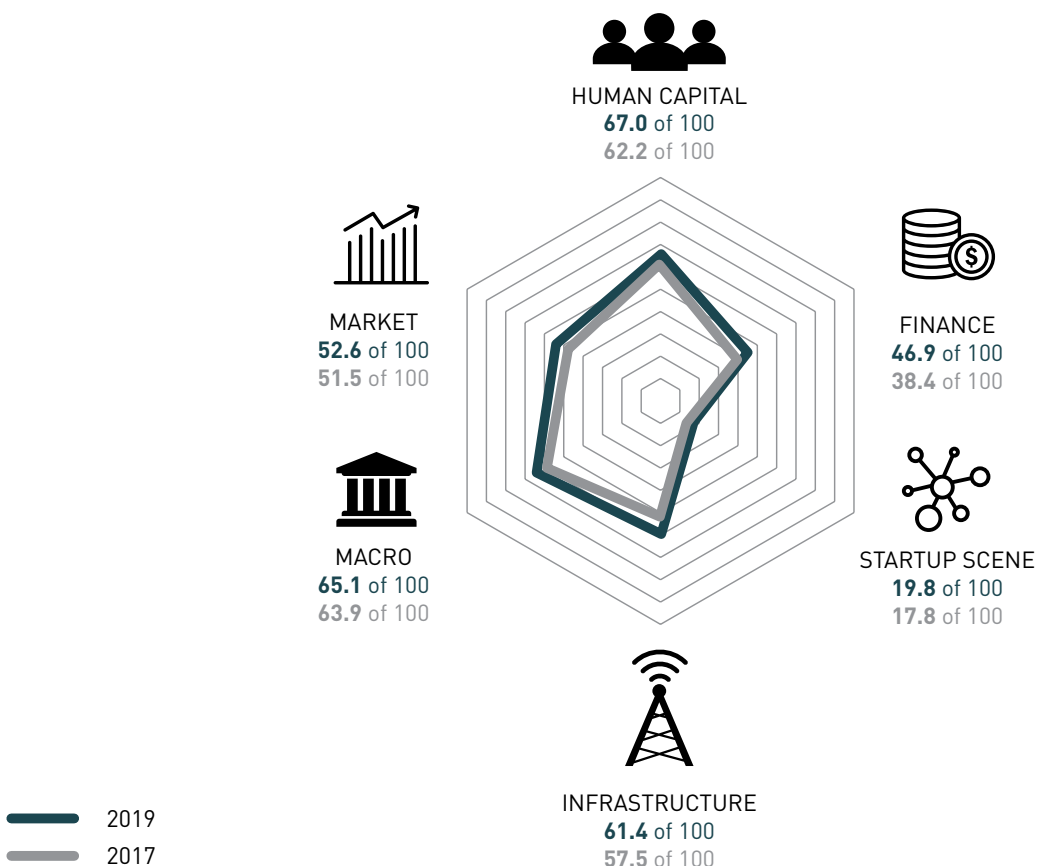 HUMAN CAPITAL
67.0 of 100
62.2 of 100
MARKET
52.6 of 100
51.5 of 100
FINANCE
46.9 of 100
38.4 of 100
$
MACRO
65.1 of 100
63.9 of 100
STARTUP SCENE
19.8 of 100
17.8 of 100
INFRASTRUCTURE
61.4 of 100
57.5 of 100
2019
2017